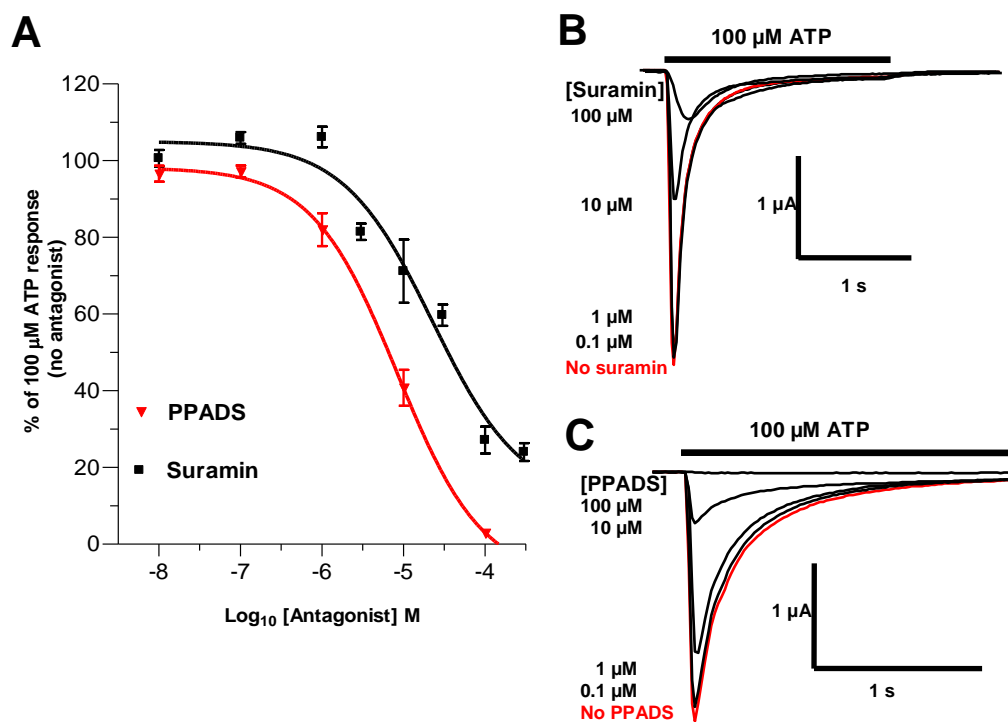 A
120
100
80
60
40
20
0
-8
-7
-6
-5
-4
% of 100 µM ATP response
(no antagonist)
Log₁₀ [Antagonist] M
PPADS
Suramin
B
100 µM ATP
[Suramin]
100 µM
10 µM
1 µM
0.1 µM
No suramin
1 µA
1 s
C
100 µM ATP
[PPADS]
100 µM
10 µM
1 µM
0.1 µM
No PPADS
1 µA
1 s